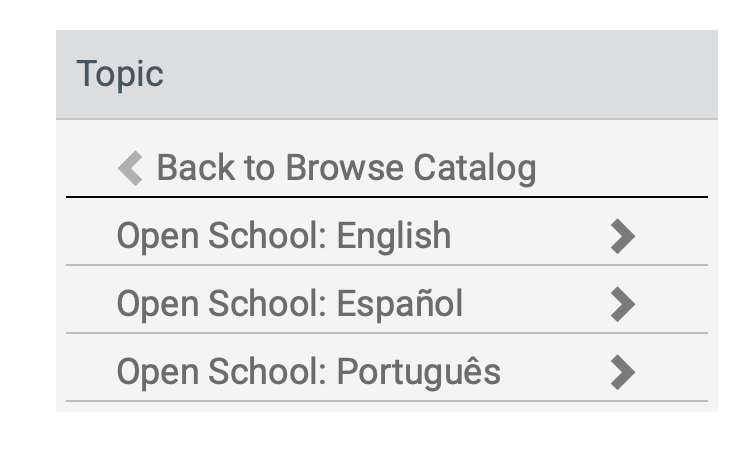 Topic
Back to Browse Catalog
Open School: English
Open School: Español
Open School: Português